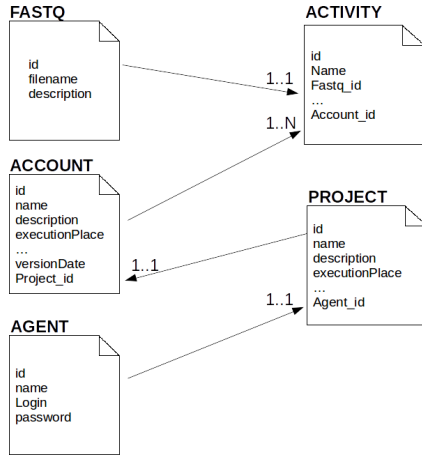 FASTQ
id
filename
description
ACTIVITY
id
Name
Fastq_id
...
Account_id
1..1
1..N
ACCOUNT
id
name
description
executionPlace
...
versionDate
Project_id
PROJECT
id
name
description
executionPlace
...
Agent_id
1..1
1..1
AGENT
id
name
Login
password